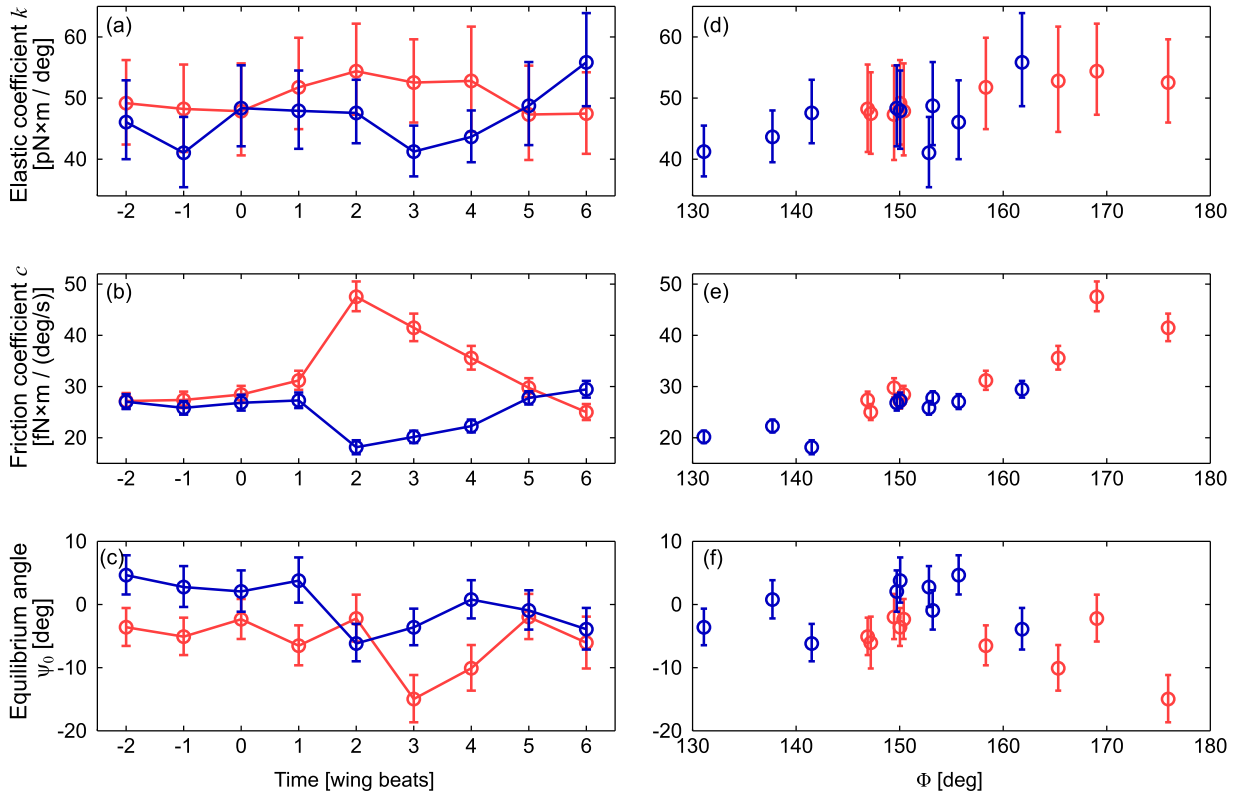 (a)
Elastic coefficient k
[pN×m / deg]
60
50
40
-2 -1 0 1 2 3 4 5 6
(d)
60
50
40
130 140 150 160 170 180
(b)
Friction coefficient c
[fN×m / (deg/s)]
50
40
30
20
-2 -1 0 1 2 3 4 5 6
(e)
50
40
30
20
130 140 150 160 170 180
(c)
Equilibrium angle
ψ0 [deg]
10
0
-10
-20
-2 -1 0 1 2 3 4 5 6
Time [wing beats]
(f)
10
0
-10
-20
130 140 150 160 170 180
Φ [deg]